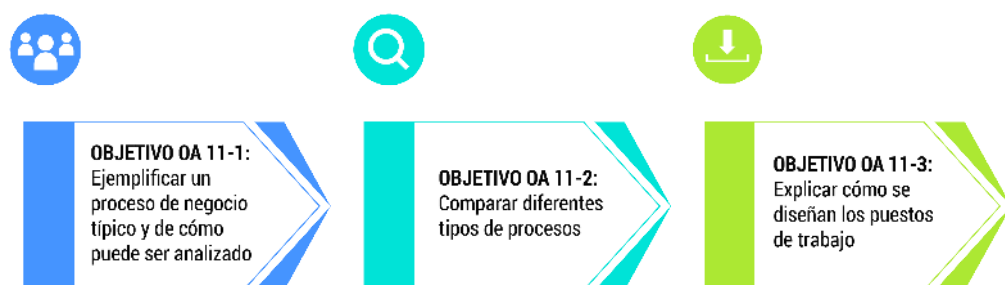 OBJETIVO OA 11-1:
Ejemplificar un
proceso de negocio
típico y de cómo
puede ser analizado
OBJETIVO OA 11-2:
Comparar diferentes
tipos de procesos
OBJETIVO OA 11-3:
Explicar cómo se
diseñan los puestos
de trabajo